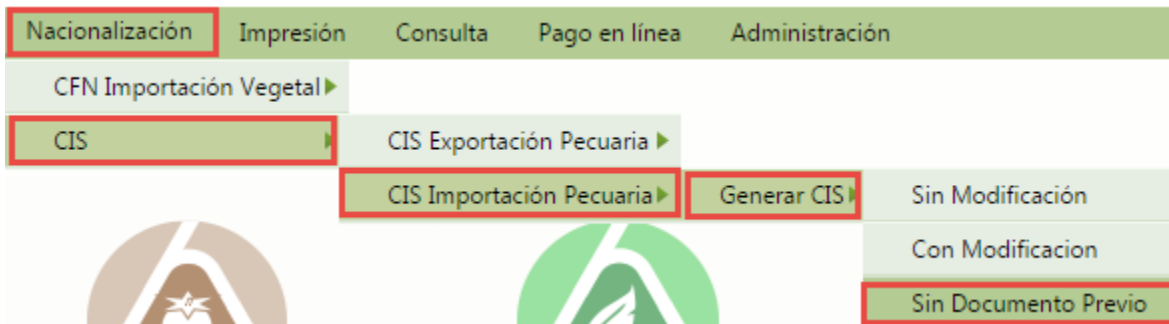 Nacionalización Impresión Consulta Pago en línea Administración
CFN Importación Vegetal
CIS CIS Exportación Pecuaria
CIS Importación Pecuaria Generar CIS Sin Modificación
Con Modificacion
Sin Documento Previo